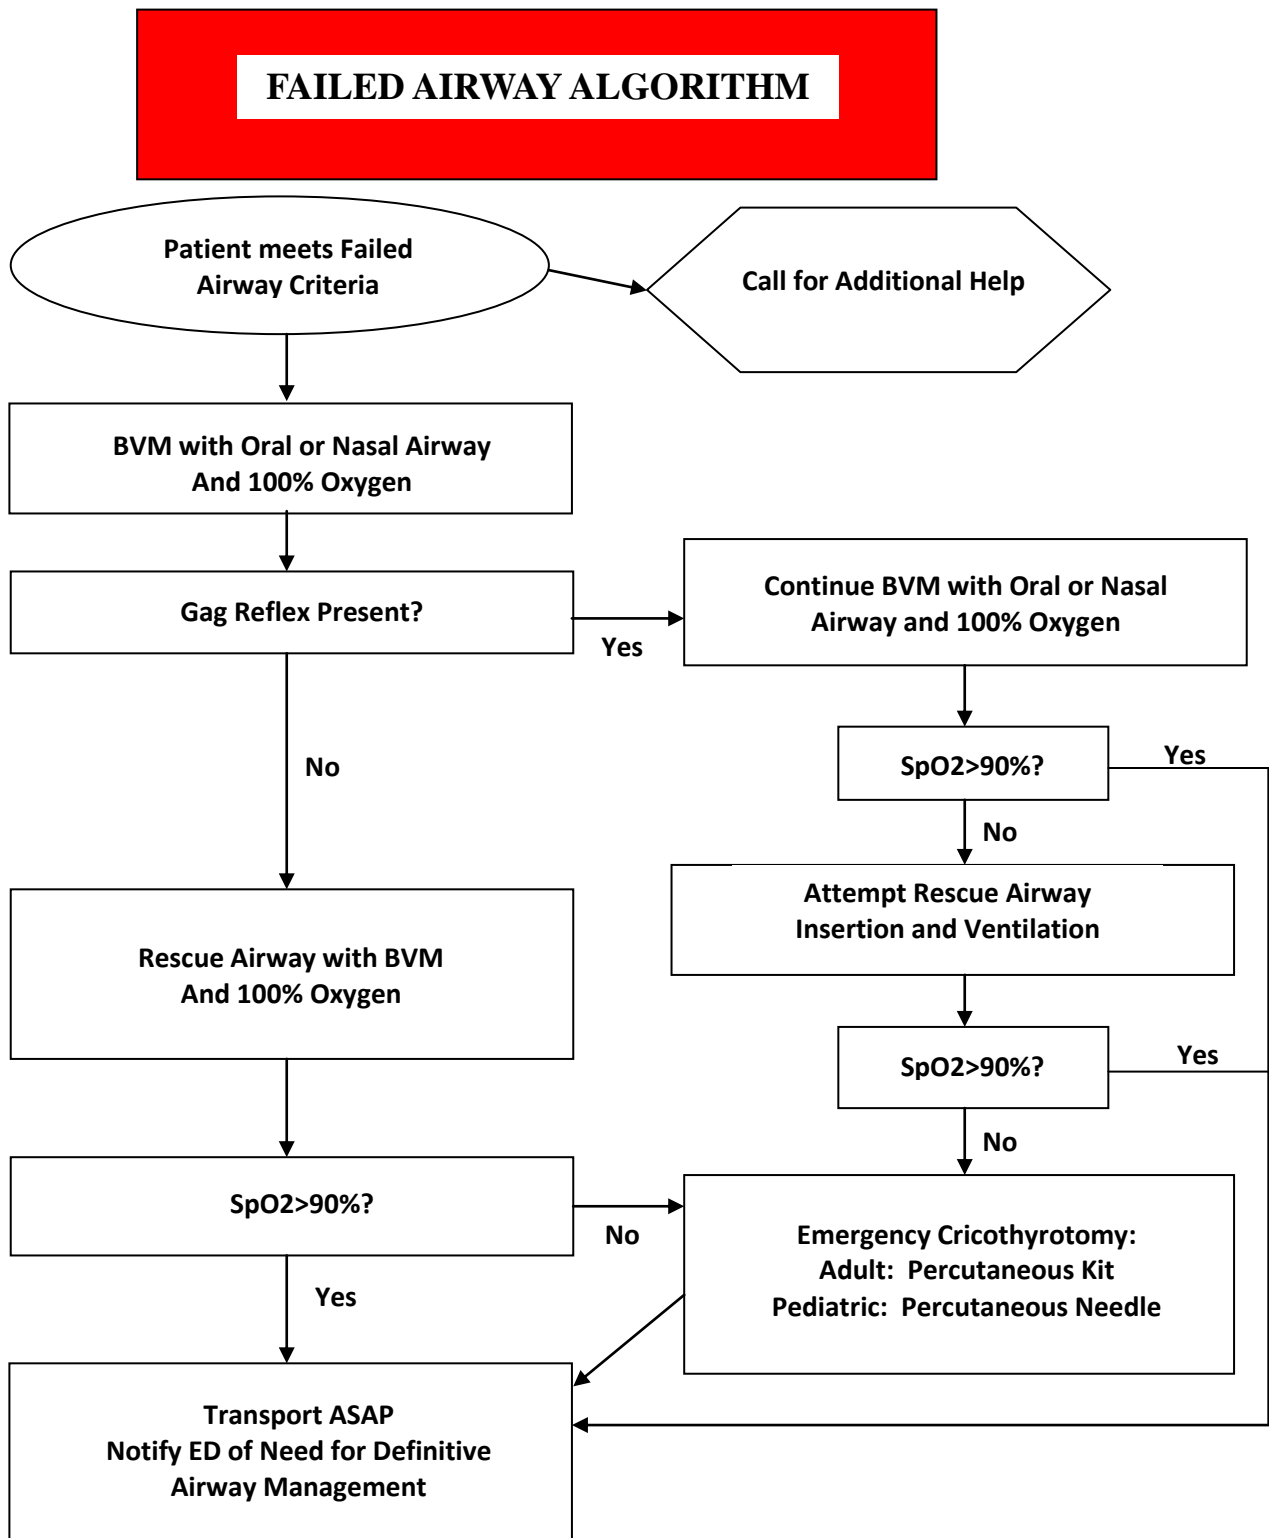 FAILED AIRWAY ALGORITHM
Patient meets Failed
Airway Criteria
Call for Additional Help
BVM with Oral or Nasal Airway
And 100% Oxygen
Gag Reflex Present?
Yes
Continue BVM with Oral or Nasal
Airway and 100% Oxygen
No
SpO2>90%?
Yes
No
Attempt Rescue Airway
Insertion and Ventilation
Rescue Airway with BVM
And 100% Oxygen
SpO2>90%?
Yes
No
SpO2>90%?
No
Yes
Emergency Cricothyrotomy:
Adult:  Percutaneous Kit
Pediatric:  Percutaneous Needle
Transport ASAP
Notify ED of Need for Definitive
Airway Management